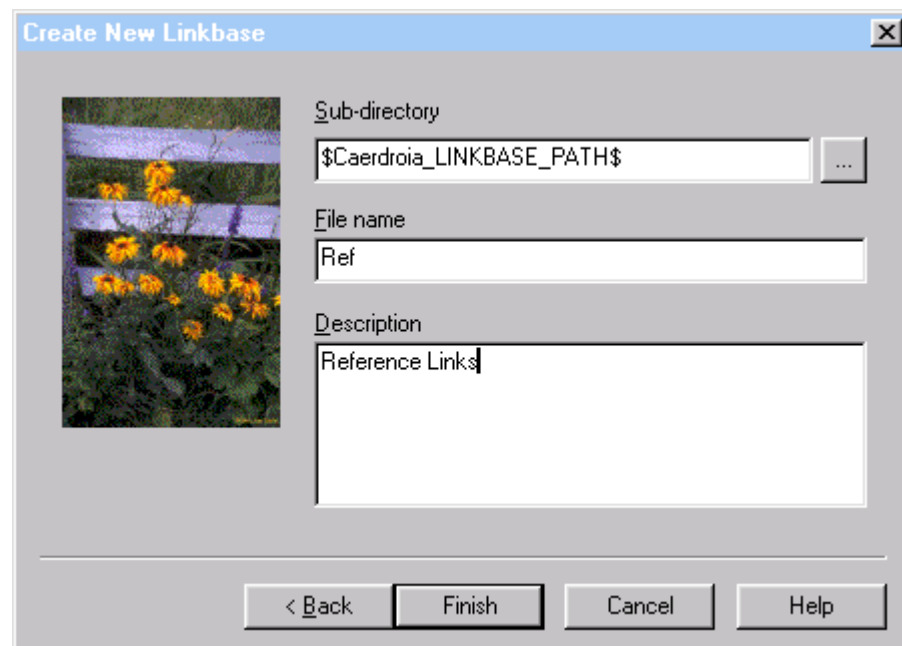 Create New Linkbase
Sub-directory
$Caerdroia_LINKBASE_PATH$
...
File name
Ref
Description
Reference Links
< Back
Finish
Cancel
Help